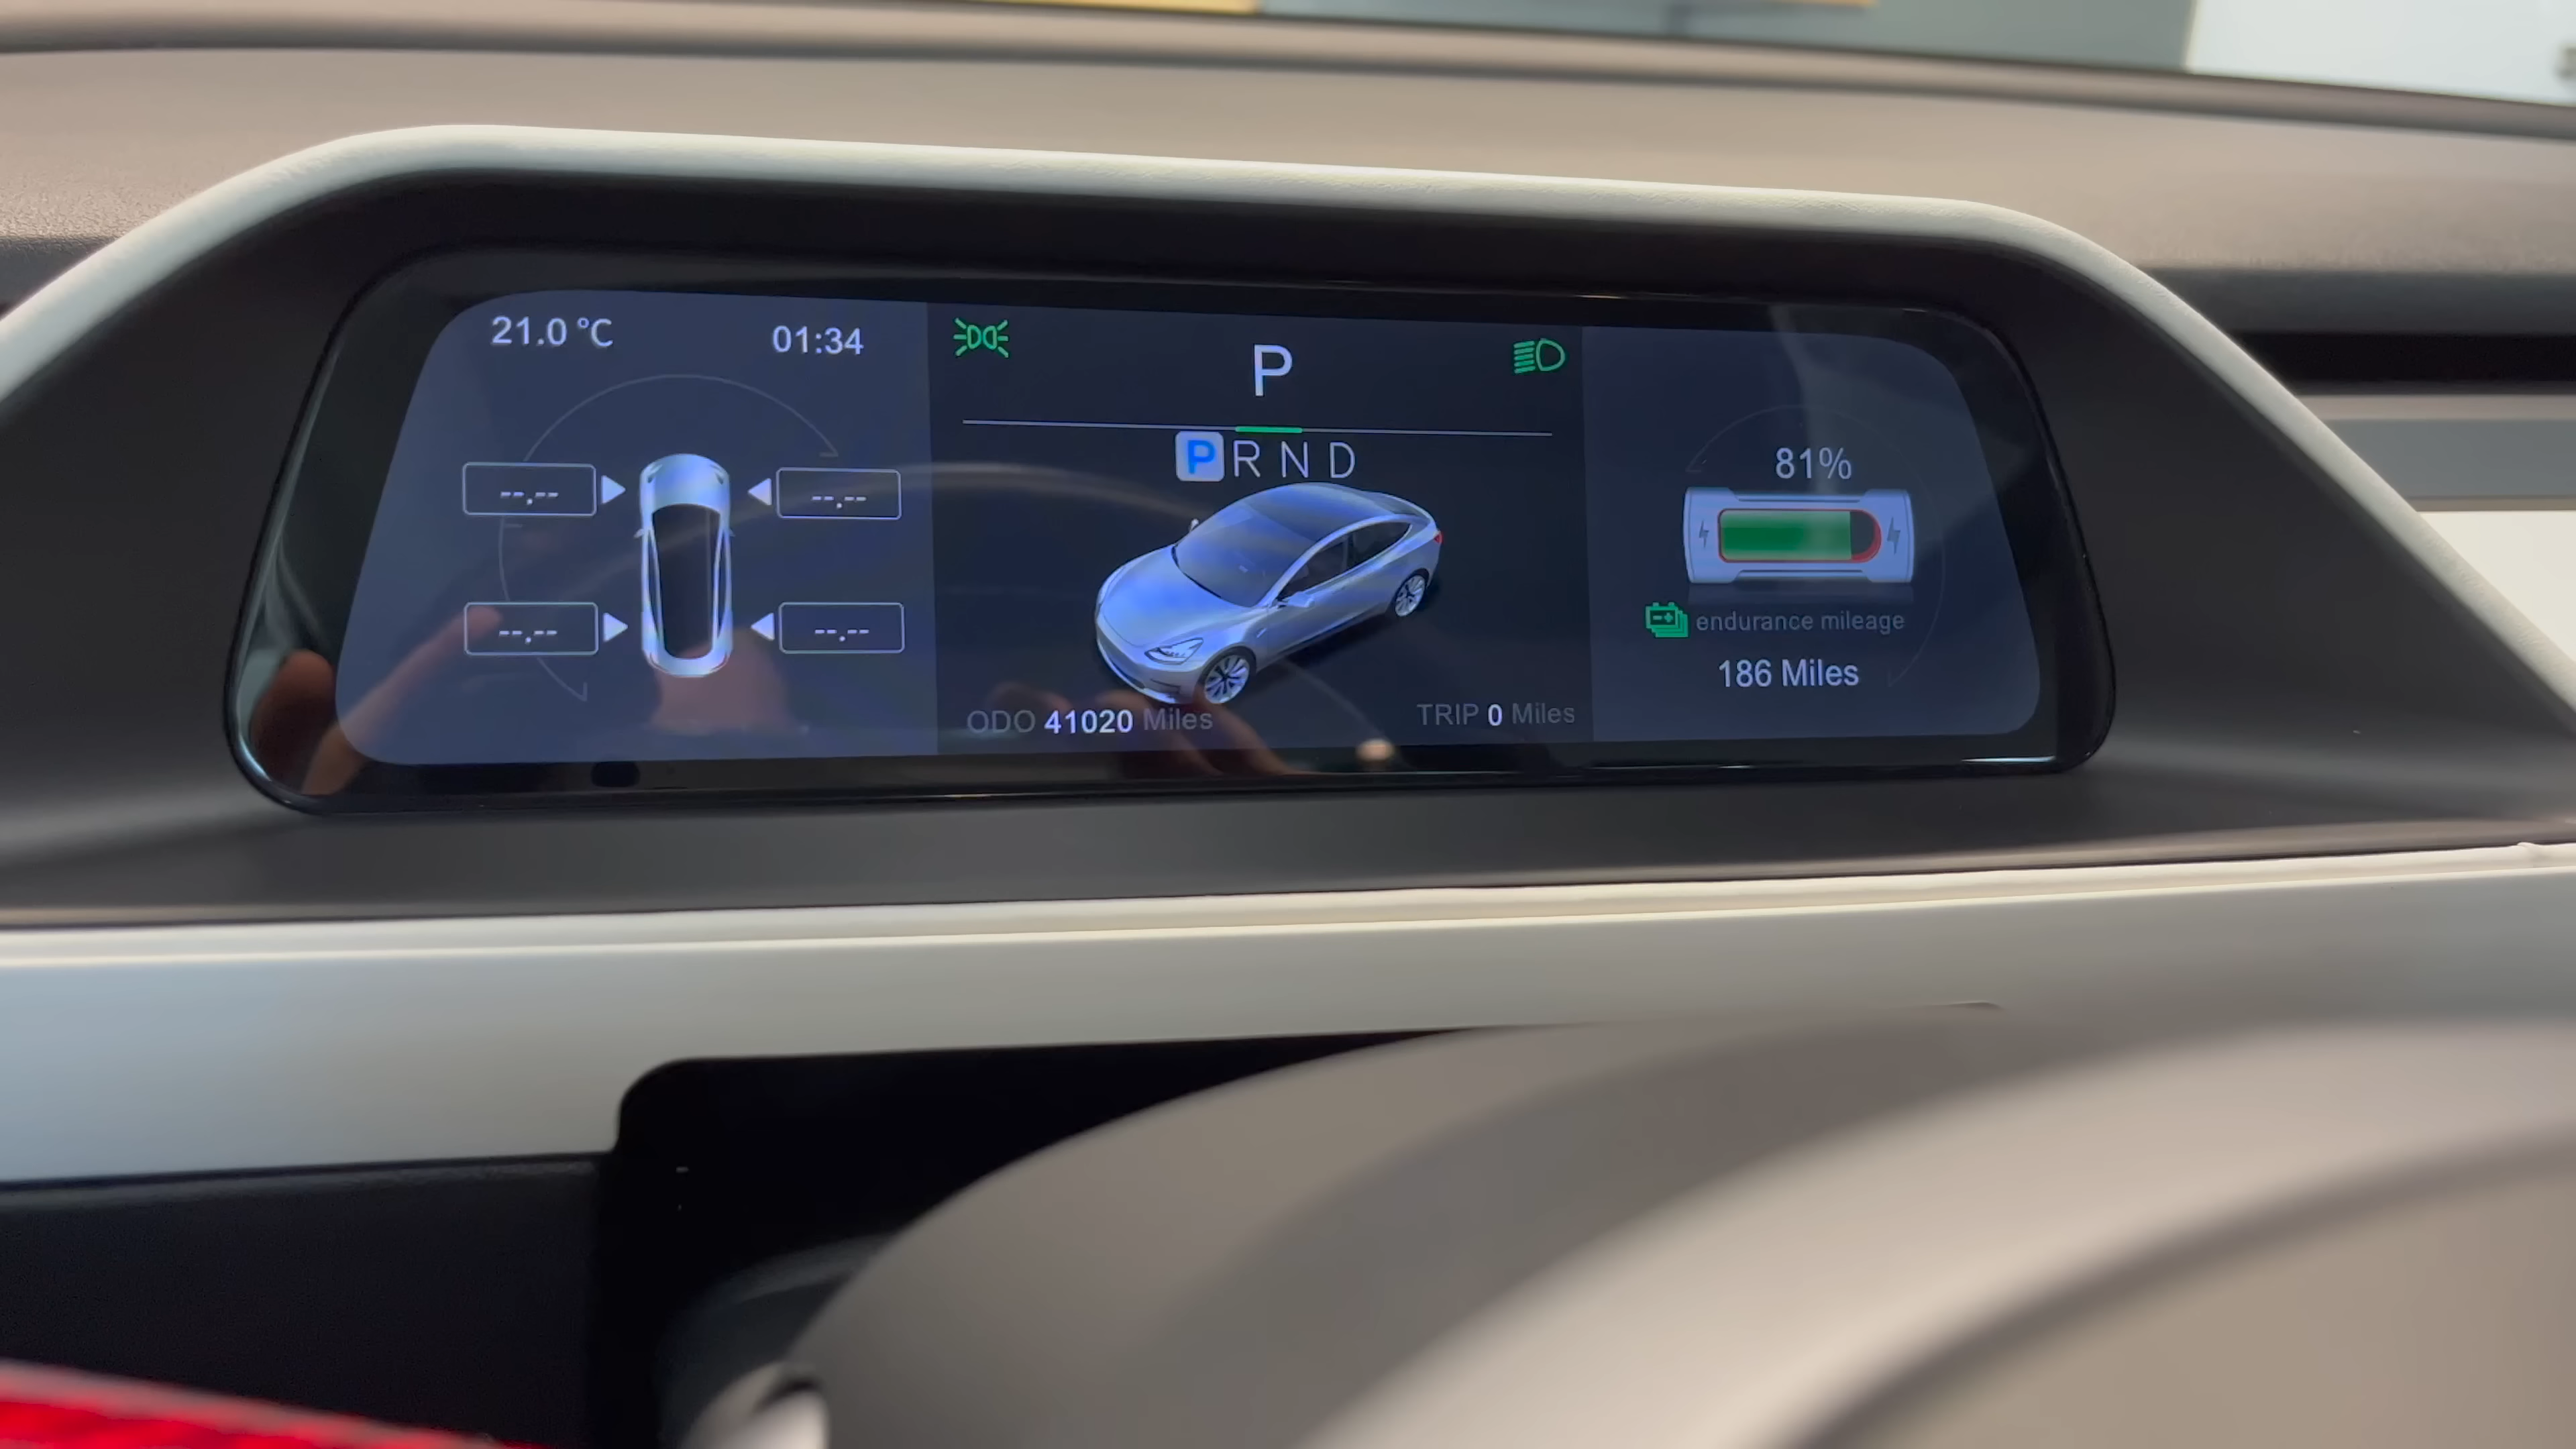 21.0 °C
01:34
P
P R N D
--.--
--.--
--.--
--.--
81%
endurance mileage
186 Miles
ODO 41020 Miles
TRIP 0 Miles